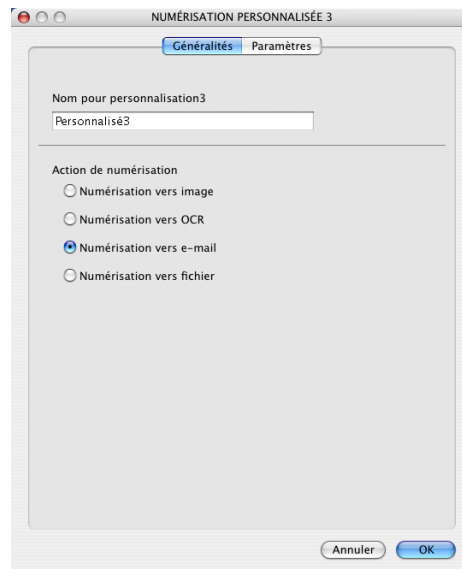 NUMÉRISATION PERSONNALISÉE 3
Généralités Paramètres
Nom pour personnalisation3
Personnalisé3
Action de numérisation
Numérisation vers image
Numérisation vers OCR
Numérisation vers e-mail
Numérisation vers fichier
Annuler OK